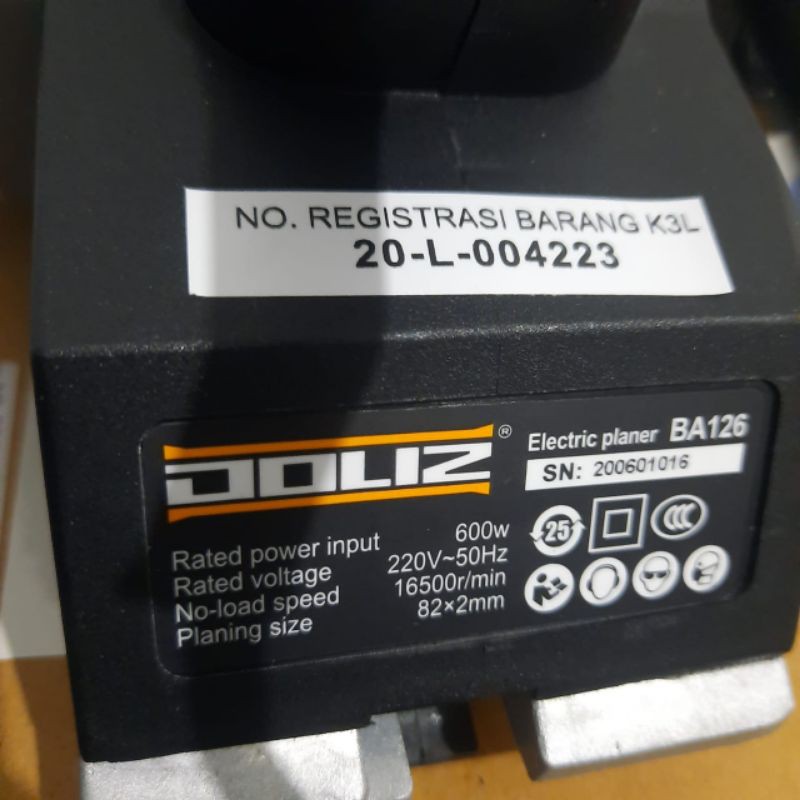 NO. REGISTRASI BARANG K3L
20-L-004223
DOLIZ®
Electric planer BA126
SN: 200601016
Rated power input 600w
Rated voltage 220V~50Hz
No-load speed 16500r/min
Planing size 82×2mm
25
CCC